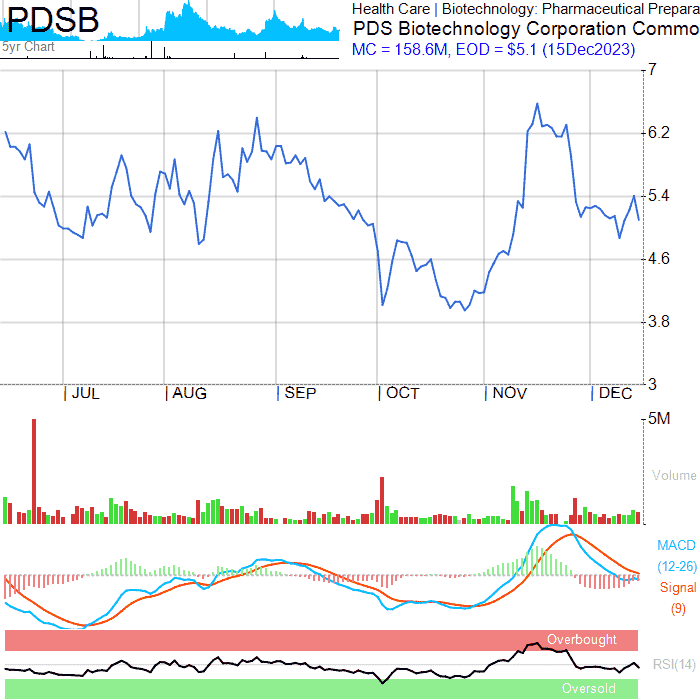 PDSB
5yr Chart
Health Care | Biotechnology: Pharmaceutical Prepara
PDS Biotechnology Corporation Commo
MC = 158.6M, EOD = $5.1 (15Dec2023)
7
6.2
5.4
4.6
3.8
3
| JUL | AUG | SEP | OCT | NOV | DEC
5M
Volume
MACD
(12-26)
Signal
(9)
Overbought
RSI(14)
Oversold